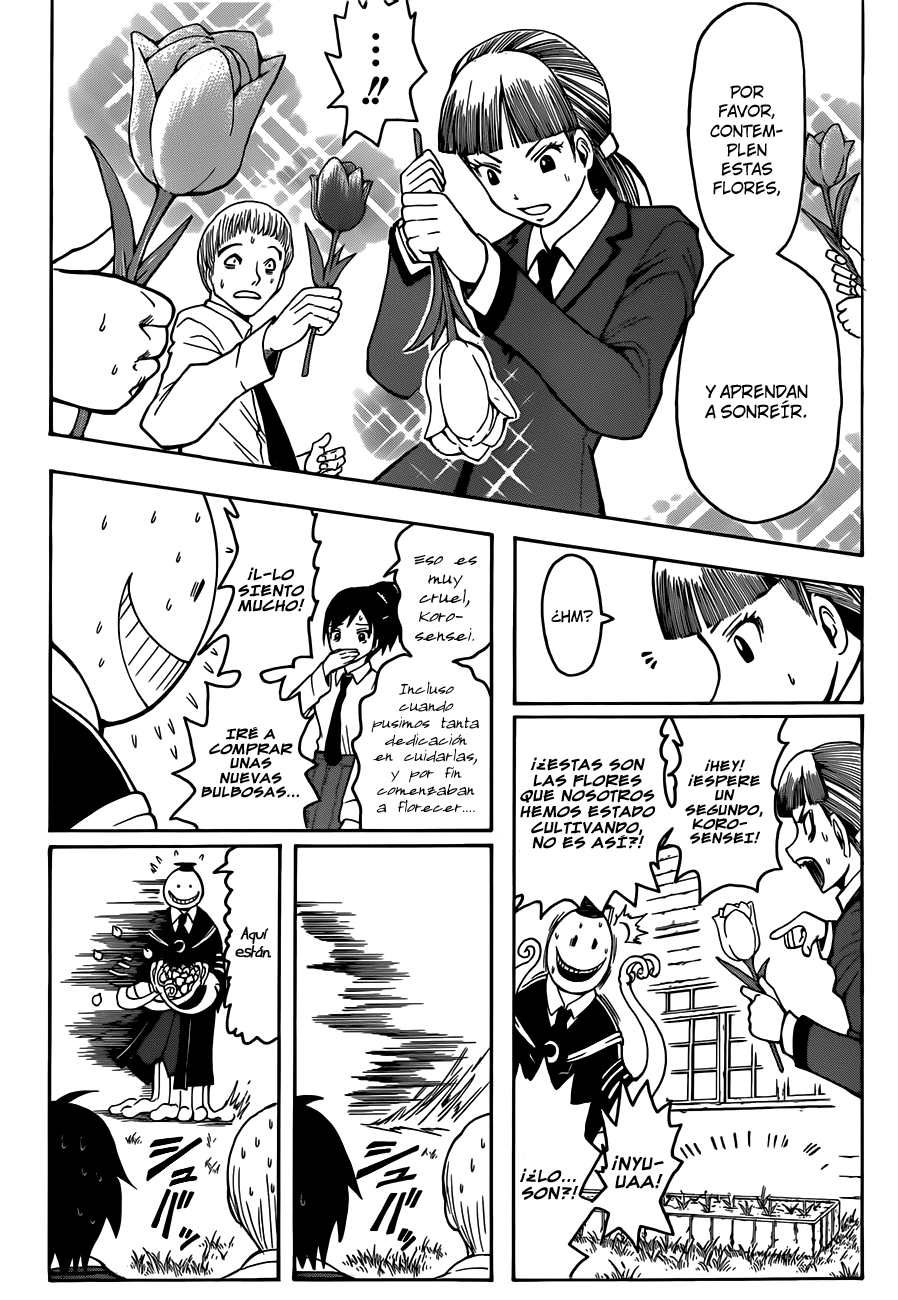 POR
FAVOR,
CONTEM-
PLEN
ESTAS
FLORES,
...!!
Y APRENDAN
A SONREÍR.
¿HM?
Eso es
muy
cruel,
Koro-
sensei.
Incluso
cuando
pusimos tanta
dedicación
en cuidarlas,
y por fin
comenzaban
a florecer....
¡L-LO
SIENTO
MUCHO!
IRÉ A
COMPRAR
UNAS
NUEVAS
BULBOSAS...
¡HEY!
¡ESPERE
UN
SEGUNDO,
KORO-
SENSEI!
¡¿ESTAS SON
LAS FLORES
QUE NOSOTROS
HEMOS ESTADO
CULTIVANDO,
NO ES ASÍ?!
¡NYU-
UAA!
¡¿LO...
SON?!
シュバッ
Aquí
están.
シュバッ